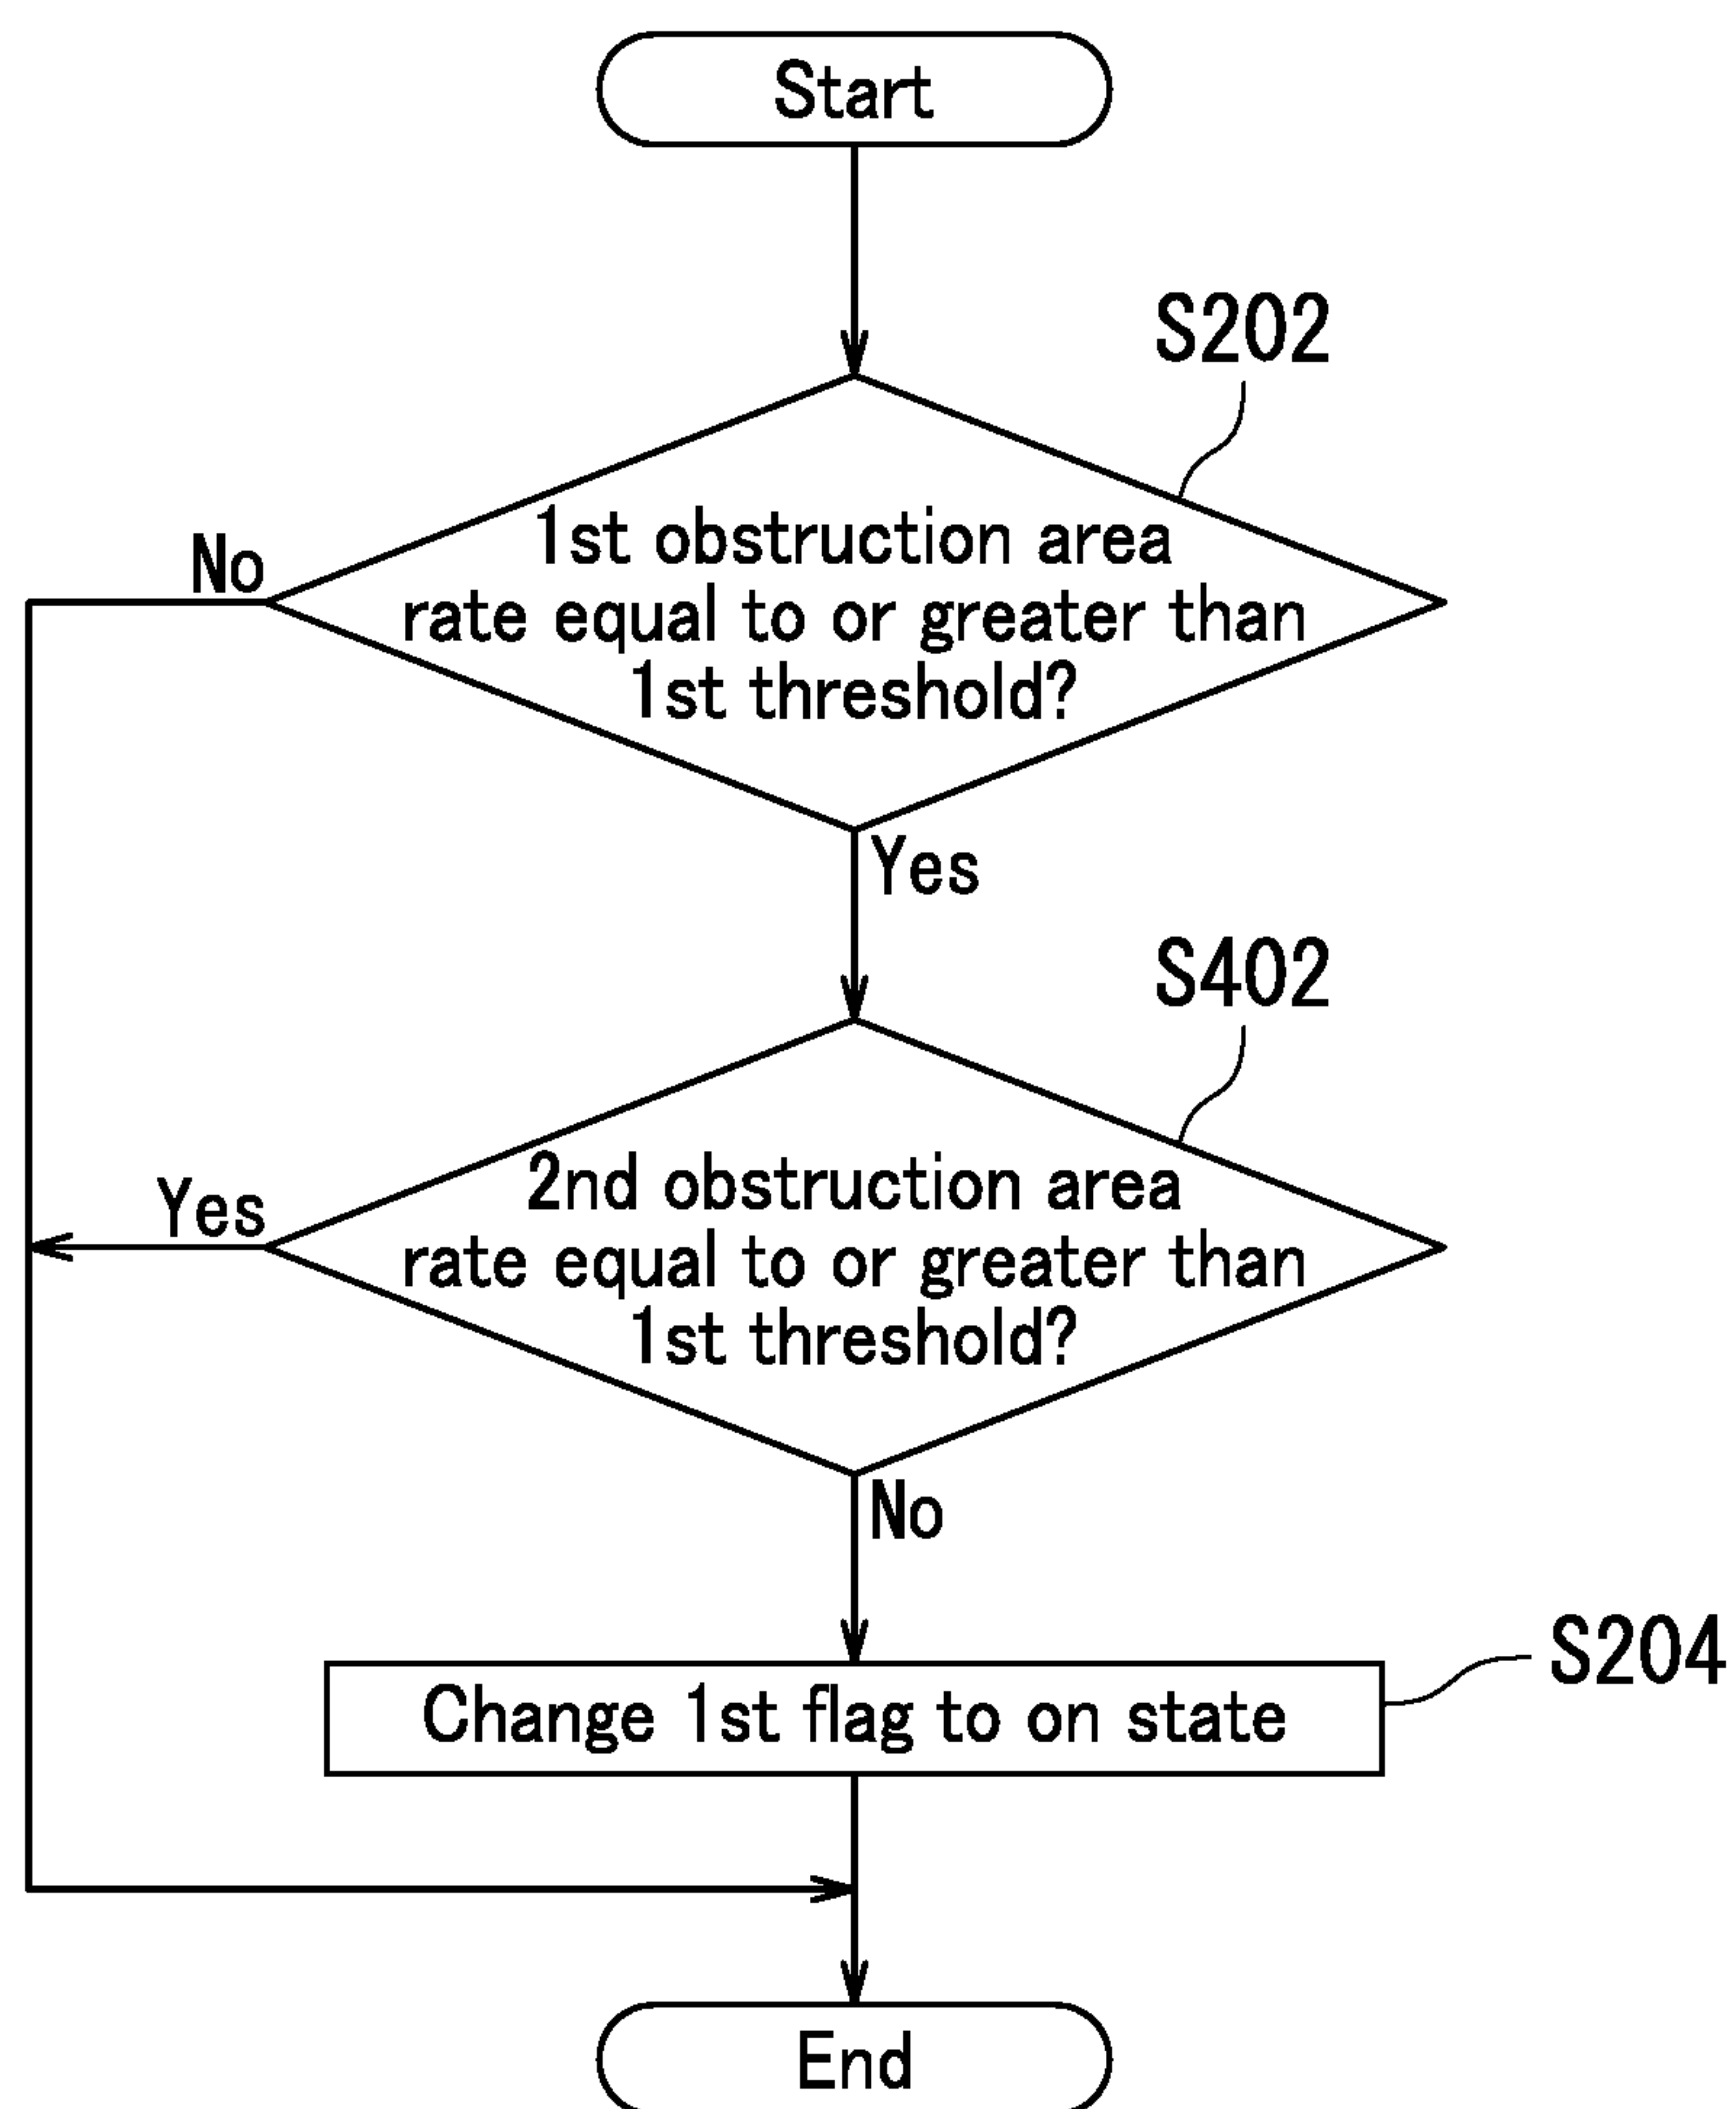 Start
S202
1st obstruction area
rate equal to or greater than
1st threshold?
No
Yes
S402
2nd obstruction area
rate equal to or greater than
1st threshold?
Yes
No
S204
Change 1st flag to on state
End